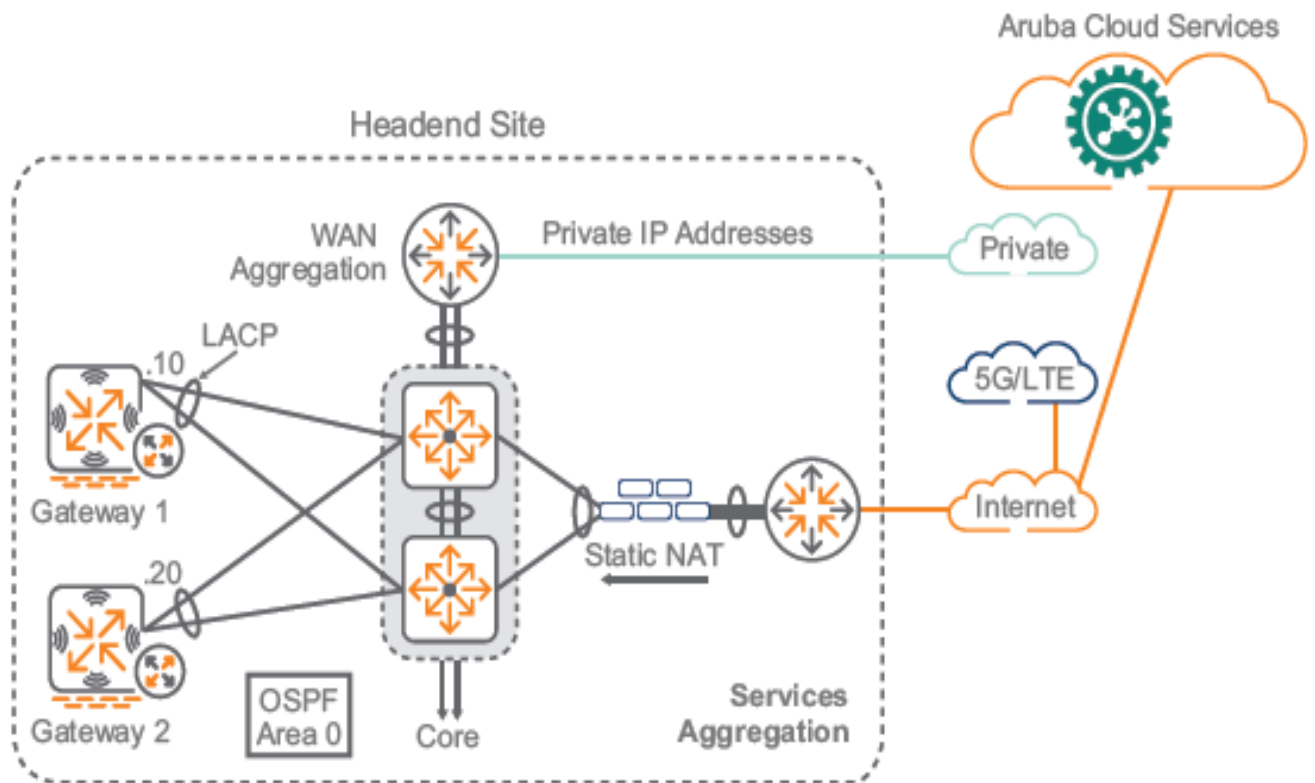 Aruba Cloud Services
Headend Site
WAN
Aggregation
Private IP Addresses
Private
LACP
.10
5G/LTE
Gateway 1
Internet
Static NAT
.20
OSPF
Area 0
Services
Aggregation
Gateway 2
Core